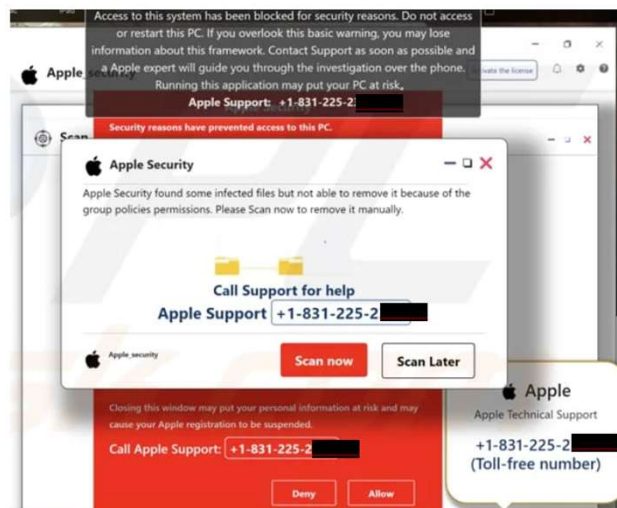 iPad
Access to this system has been blocked for security reasons. Do not access
or restart this PC. If you overlook this basic warning, you may lose
information about this framework. Contact Support as soon as possible and
a Apple expert will guide you through the investigation over the phone.
Running this application may put your PC at risk.
Apple Support: +1-831-225-2
Apple_security
the license
Scan
Security reasons have prevented access to this PC.
Apple Security
Apple Security found some infected files but not able to remove it because of the
group policies permissions. Please Scan now to remove it manually.
Call Support for help
Apple Support +1-831-225-2
Apple_security
Scan now
Scan Later
Closing this window may put your personal information at risk and may
cause your Apple registration to be suspended.
Call Apple Support: +1-831-225-2
Deny
Allow
Apple
Apple Technical Support
+1-831-225-2
(Toll-free number)